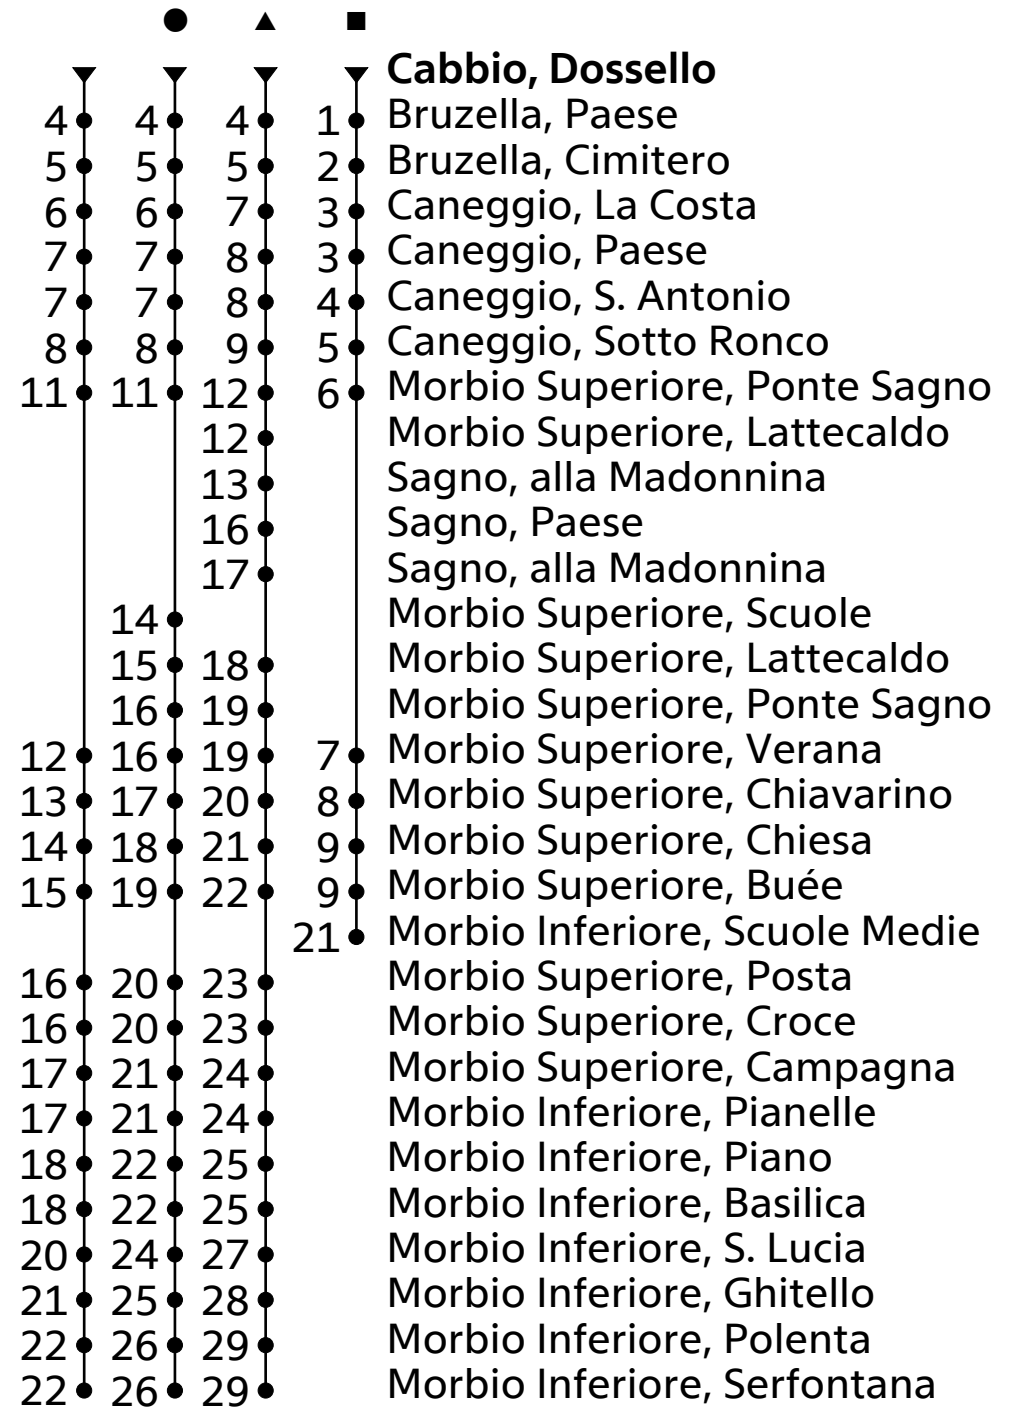 ● ▲ ■
Cabbio, Dossello
4 4 4 1 Bruzella, Paese
5 5 5 2 Bruzella, Cimitero
6 6 7 3 Caneggio, La Costa
7 7 8 3 Caneggio, Paese
7 7 8 4 Caneggio, S. Antonio
8 8 9 5 Caneggio, Sotto Ronco
11 11 12 6 Morbio Superiore, Ponte Sagno
12 Morbio Superiore, Lattecaldo
13 Sagno, alla Madonnina
16 Sagno, Paese
17 Sagno, alla Madonnina
14 Morbio Superiore, Scuole
15 18 Morbio Superiore, Lattecaldo
16 19 Morbio Superiore, Ponte Sagno
12 16 19 7 Morbio Superiore, Verana
13 17 20 8 Morbio Superiore, Chiavarino
14 18 21 9 Morbio Superiore, Chiesa
15 19 22 9 Morbio Superiore, Buée
21 Morbio Inferiore, Scuole Medie
16 20 23 Morbio Superiore, Posta
16 20 23 Morbio Superiore, Croce
17 21 24 Morbio Superiore, Campagna
17 21 24 Morbio Inferiore, Pianelle
18 22 25 Morbio Inferiore, Piano
18 22 25 Morbio Inferiore, Basilica
20 24 27 Morbio Inferiore, S. Lucia
21 25 28 Morbio Inferiore, Ghitello
22 26 29 Morbio Inferiore, Polenta
22 26 29 Morbio Inferiore, Serfontana